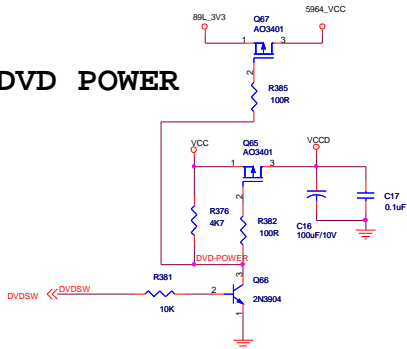 5964_VCC
89L_3V3
Q67
AO3401
1
3
2
DVD POWER
R385
100R
VCC
Q65
AO3401
VCCD
1
3
2
R376
4K7
R382
100R
C16
100uF/10V
C17
0.1uF
DVD-POWER
R381
10K
3
Q66
2N3904
2
1
DVDSW
DVDSW